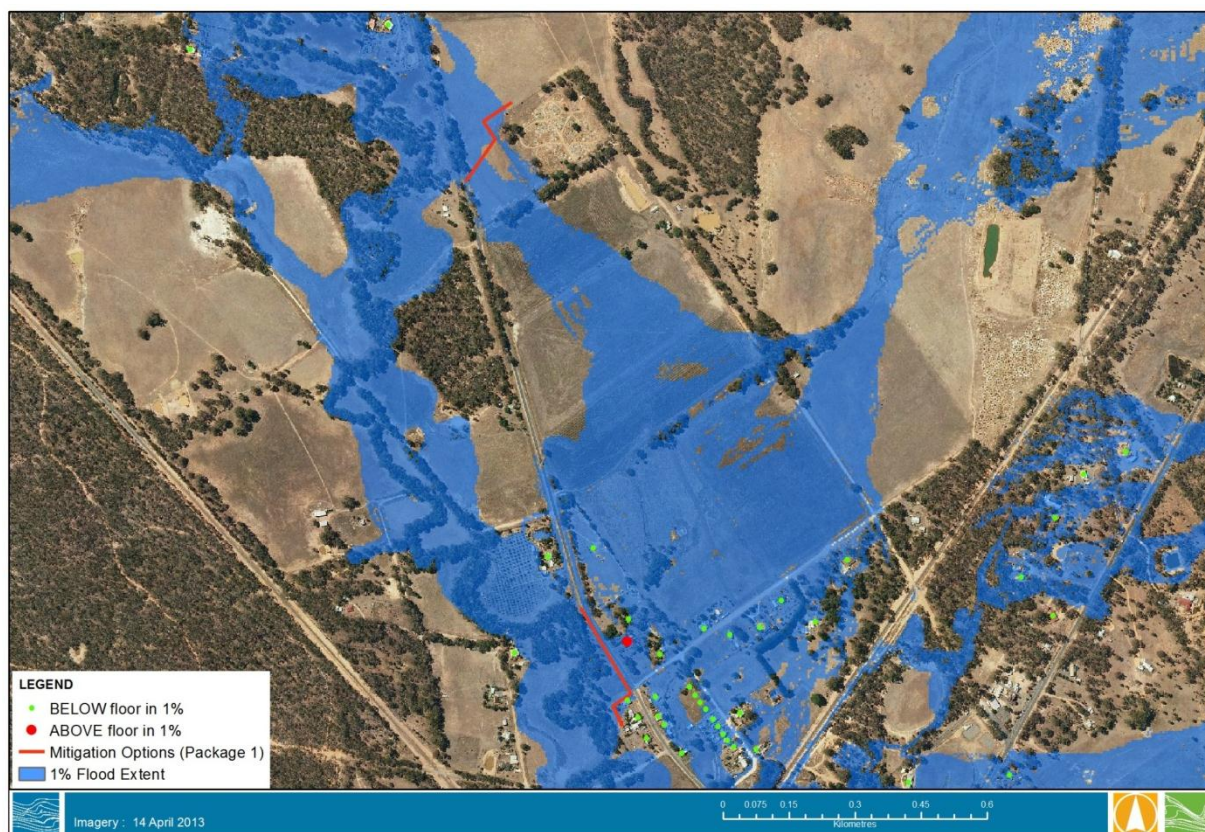 LEGEND
BELOW floor in 1%
ABOVE floor in 1%
Mitigation Options (Package 1)
1% Flood Extent
Imagery : 14 April 2013
0 0.075 0.15 0.3 0.45 0.6
Kilometres